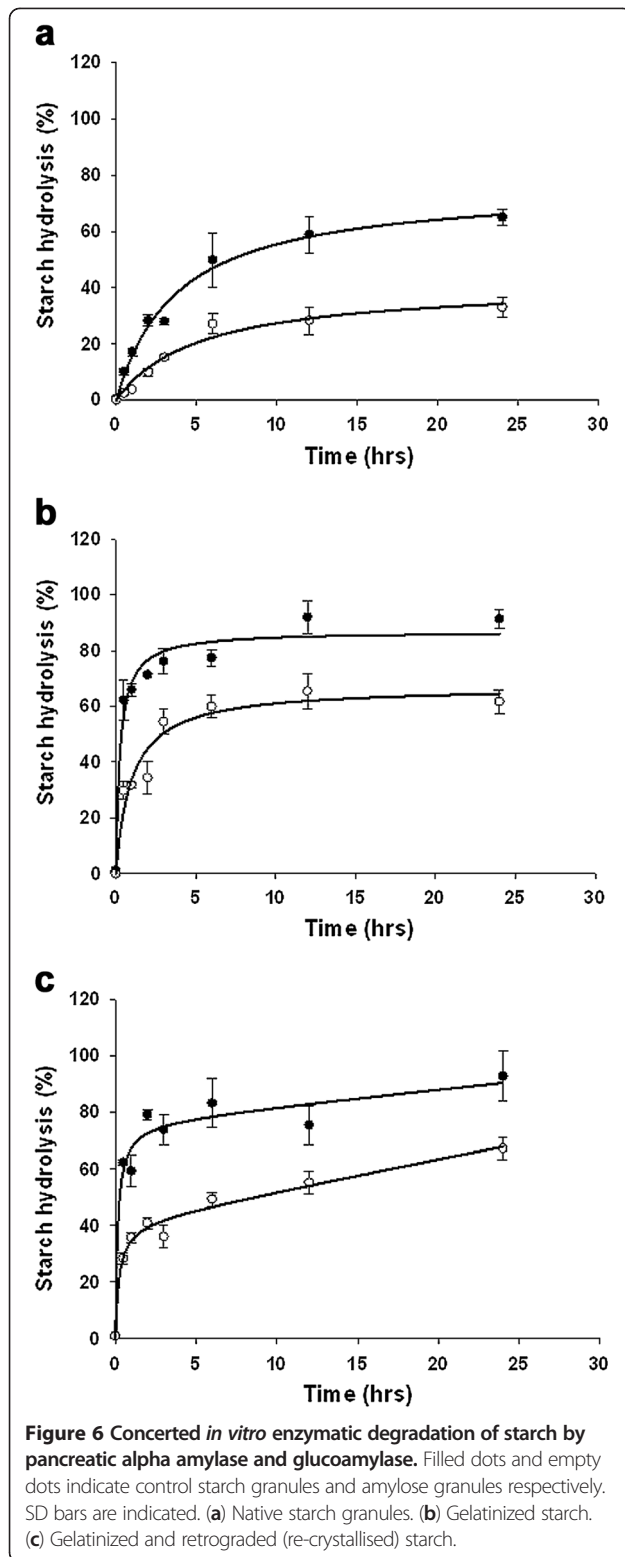 a
120
100
80
60
40
20
0
Starch hydrolysis (%)
0 5 10 15 20 25 30
Time (hrs)
b
120
100
80
60
40
20
0
Starch hydrolysis (%)
0 5 10 15 20 25 30
Time (hrs)
c
120
100
80
60
40
20
0
Starch hydrolysis (%)
0 5 10 15 20 25 30
Time (hrs)
Figure 6 Concerted in vitro enzymatic degradation of starch by
pancreatic alpha amylase and glucoamylase. Filled dots and empty
dots indicate control starch granules and amylose granules respectively.
SD bars are indicated. (a) Native starch granules. (b) Gelatinized starch.
(c) Gelatinized and retrograded (re-crystallised) starch.